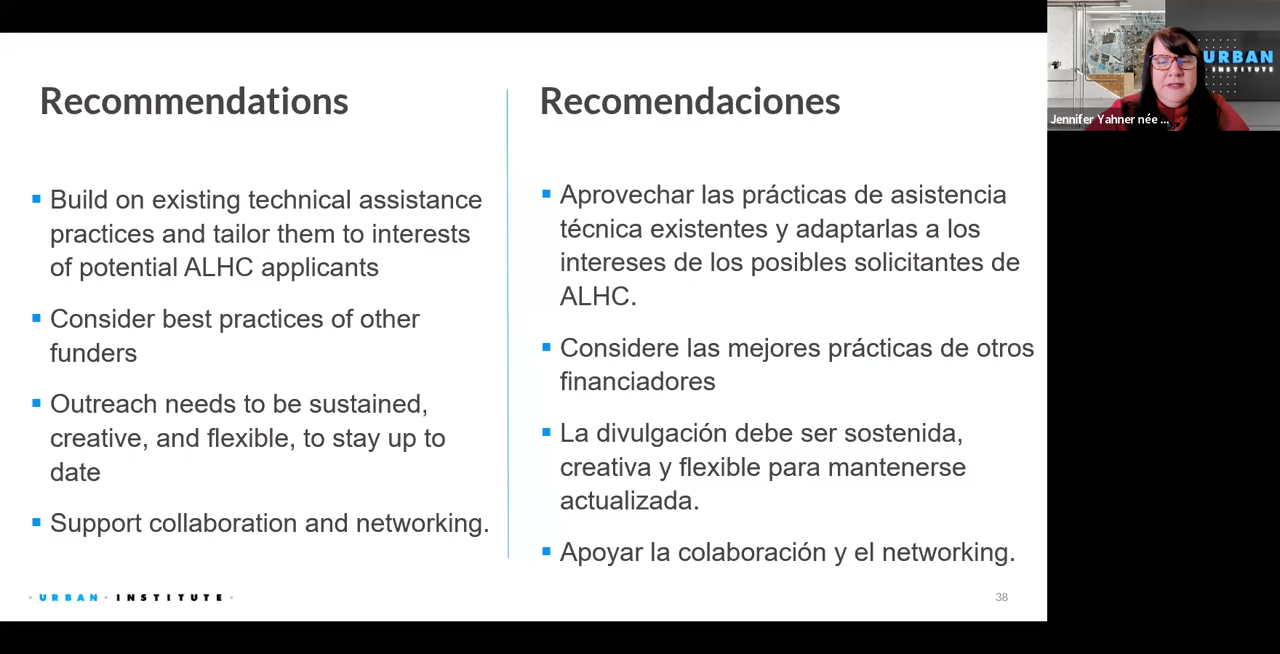 Recommendations
Build on existing technical assistance
practices and tailor them to interests
of potential ALHC applicants
Consider best practices of other
funders
Outreach needs to be sustained,
creative, and flexible, to stay up to
date
Support collaboration and networking.
Recomendaciones
Aprovechar las prácticas de asistencia
técnica existentes y adaptarlas a los
intereses de los posibles solicitantes de
ALHC.
Considere las mejores prácticas de otros
financiadores
La divulgación debe ser sostenida,
creativa y flexible para mantenerse
actualizada.
Apoyar la colaboración y el networking.
URBAN · INSTITUTE
38
URBAN
INSTITUTE
Jennifer Yahner née ...